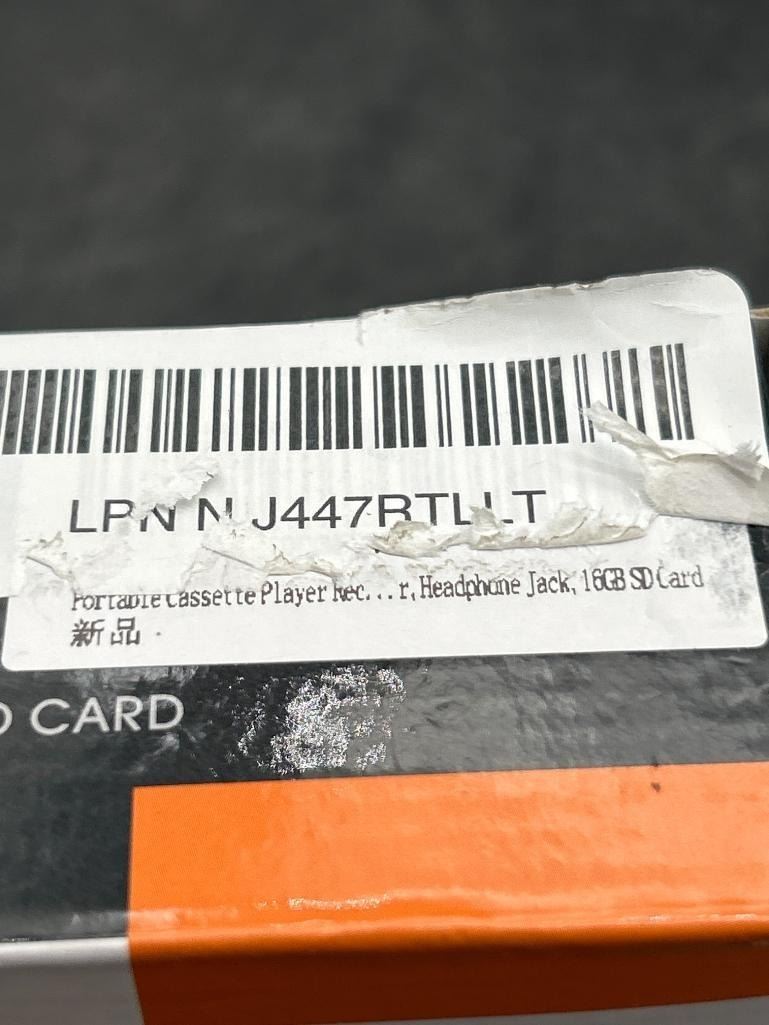 LPN N J447RTLLT
Portable Cassette Player Rec... r, Headphone Jack, 16GB SD Card
新品
D CARD